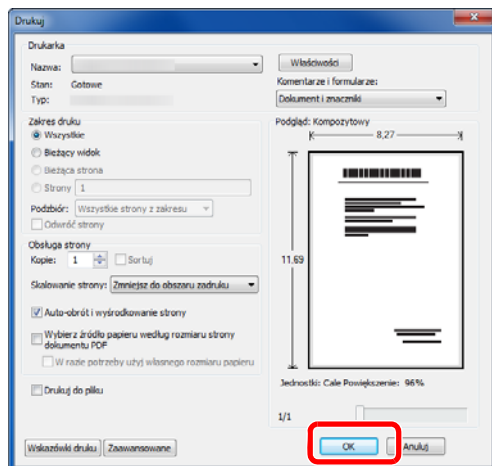 Drukuj
Drukarka
Nazwa:
Właściwości
Stan: Gotowe
Komentarze i formularze:
Typ:
Dokument i znaczniki
Zakres druku
Wszystkie
Bieżący widok
Bieżąca strona
Strony 1
Podzbiór: Wszystkie strony z zakresu
Odwróć strony
Obsługa strony
Kopie: 1 Sortuj
Skalowanie strony: Zmniejsz do obszaru zadruku
Auto-obrót i wyśrodkowanie strony
Wybierz źródło papieru według rozmiaru strony
dokumentu PDF
W razie potrzeby użyj własnego rozmiaru papieru
Drukuj do pliku
Podgląd: Kompozytowy
8,27
11,69
Jednostki: Cale Powiększenie: 96%
1/1
Wskazówki druku Zaawansowane
OK Anuluj